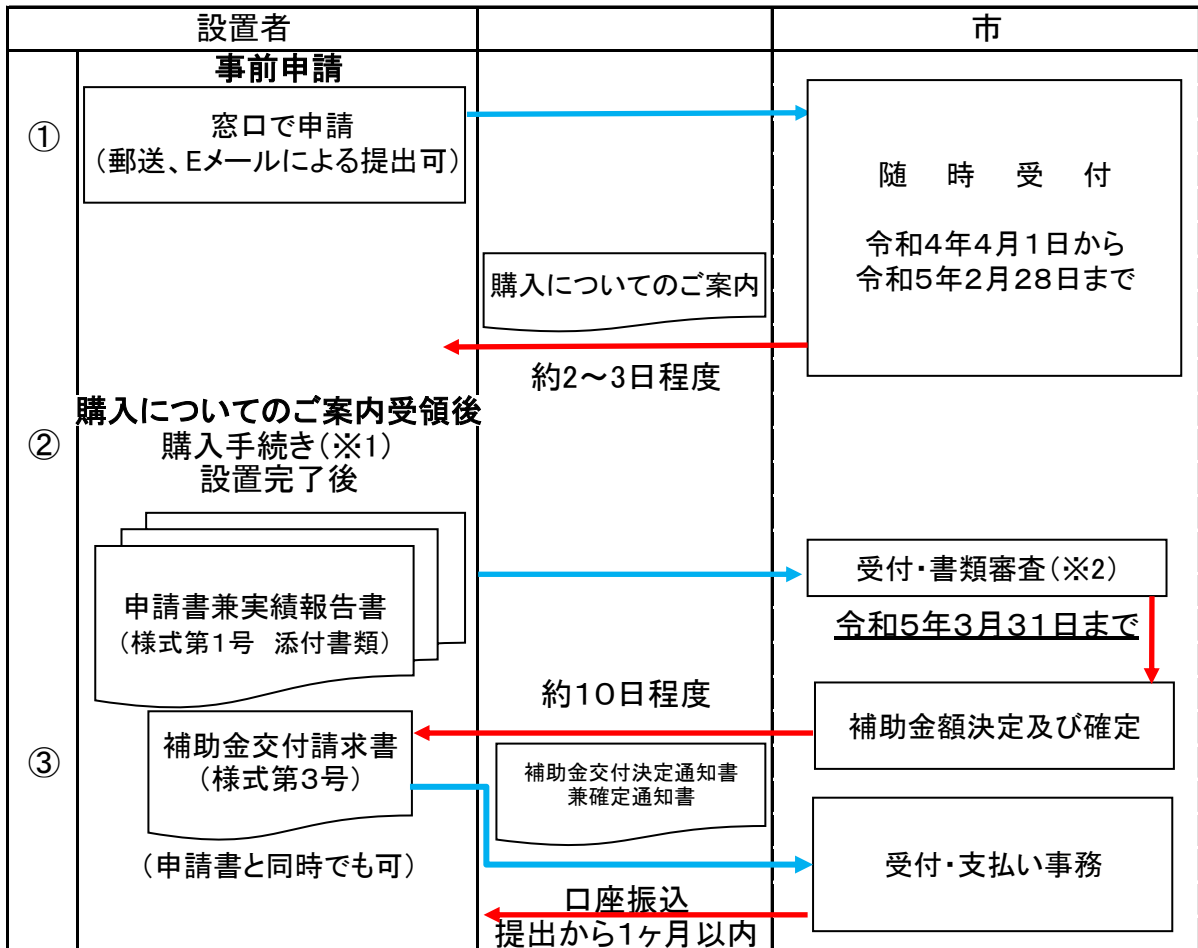 設置者
市
①
事前申請
窓口で申請
（郵送、Eメールによる提出可）
随　時　受　付
令和4年4月1日から
令和5年2月28日まで
購入についてのご案内
約2～3日程度
②
購入についてのご案内受領後
購入手続き（※1）
設置完了後
申請書兼実績報告書
（様式第1号　添付書類）
受付・書類審査（※2）
令和5年3月31日まで
約10日程度
補助金額決定及び確定
③
補助金交付請求書
（様式第3号）
補助金交付決定通知書
兼確定通知書
（申請書と同時でも可）
受付・支払い事務
口座振込
提出から1ヶ月以内